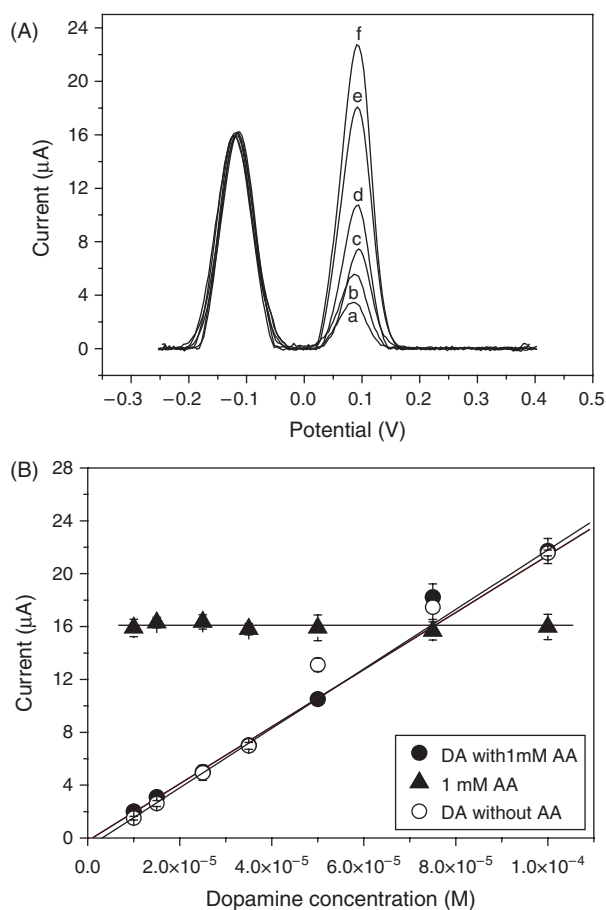 (A)
24
20
16
12
8
4
0
Current (μA)
f
e
d
c
b
a
−0.3 −0.2 −0.1 0.0 0.1 0.2 0.3 0.4 0.5
Potential (V)
(B)
28
24
20
16
12
8
4
0
Current (μA)
DA with1mM AA
1 mM AA
DA without AA
0.0 2.0×10⁻⁵ 4.0×10⁻⁵ 6.0×10⁻⁵ 8.0×10⁻⁵ 1.0×10⁻⁴
Dopamine concentration (M)